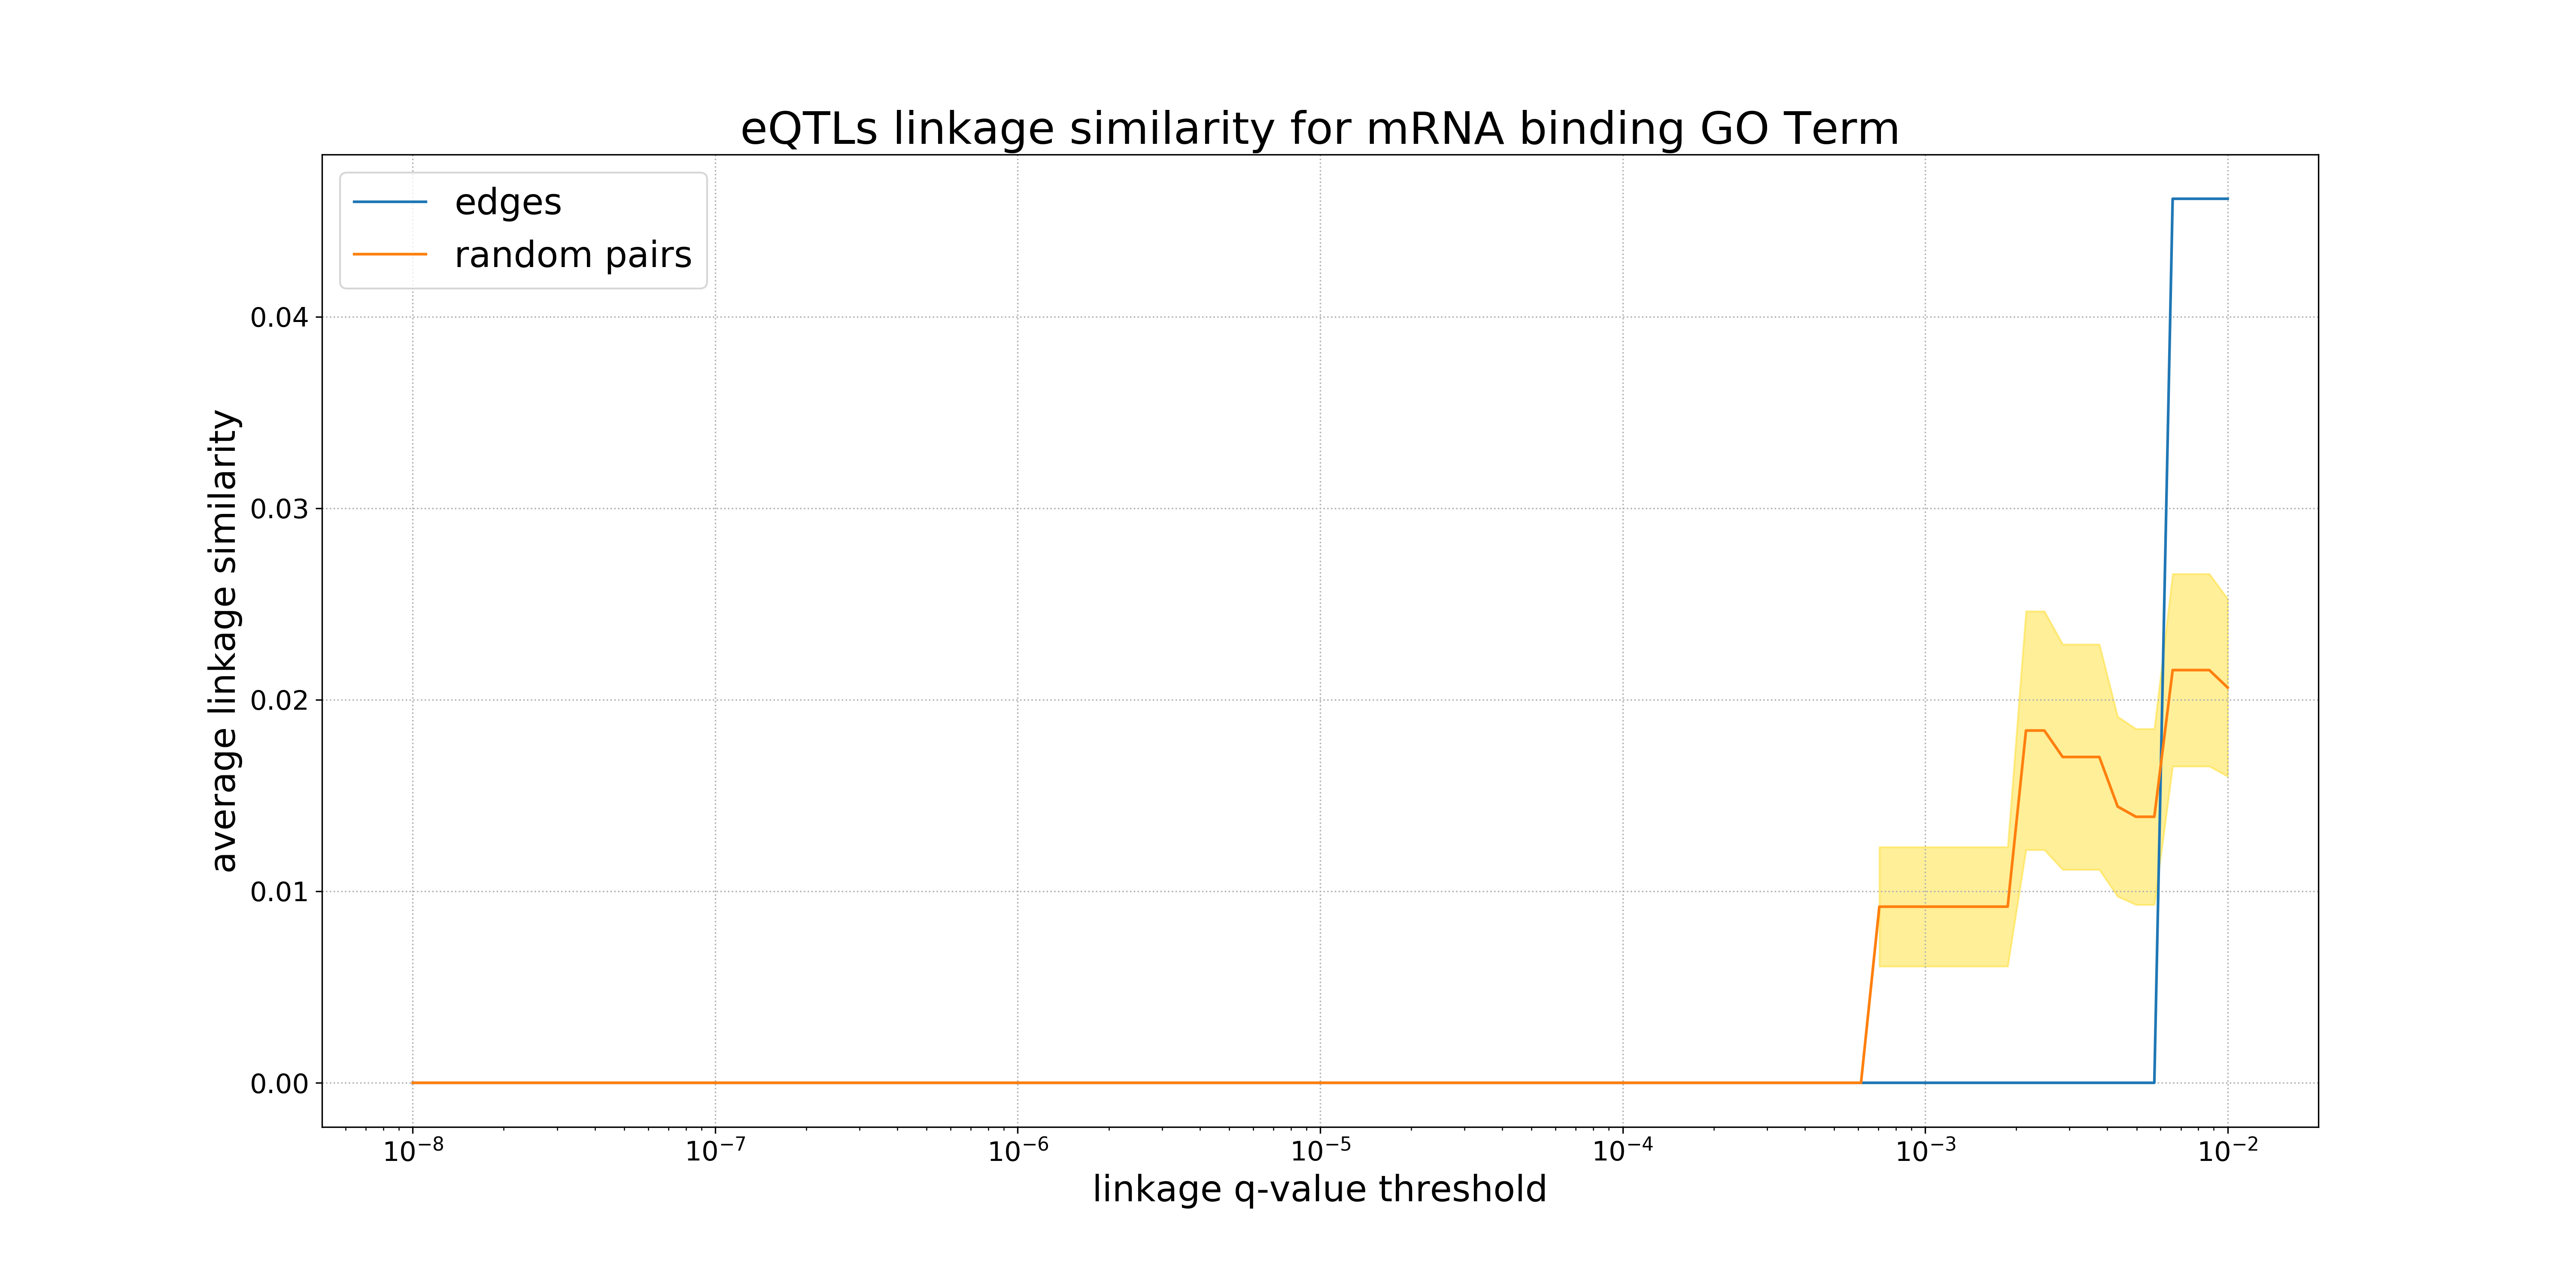 eQTLs linkage similarity for mRNA binding GO Term
edges
random pairs
average linkage similarity
0.04
0.03
0.02
0.01
0.00
10⁻⁸ 10⁻⁷ 10⁻⁶ 10⁻⁵ 10⁻⁴ 10⁻³ 10⁻²
linkage q-value threshold